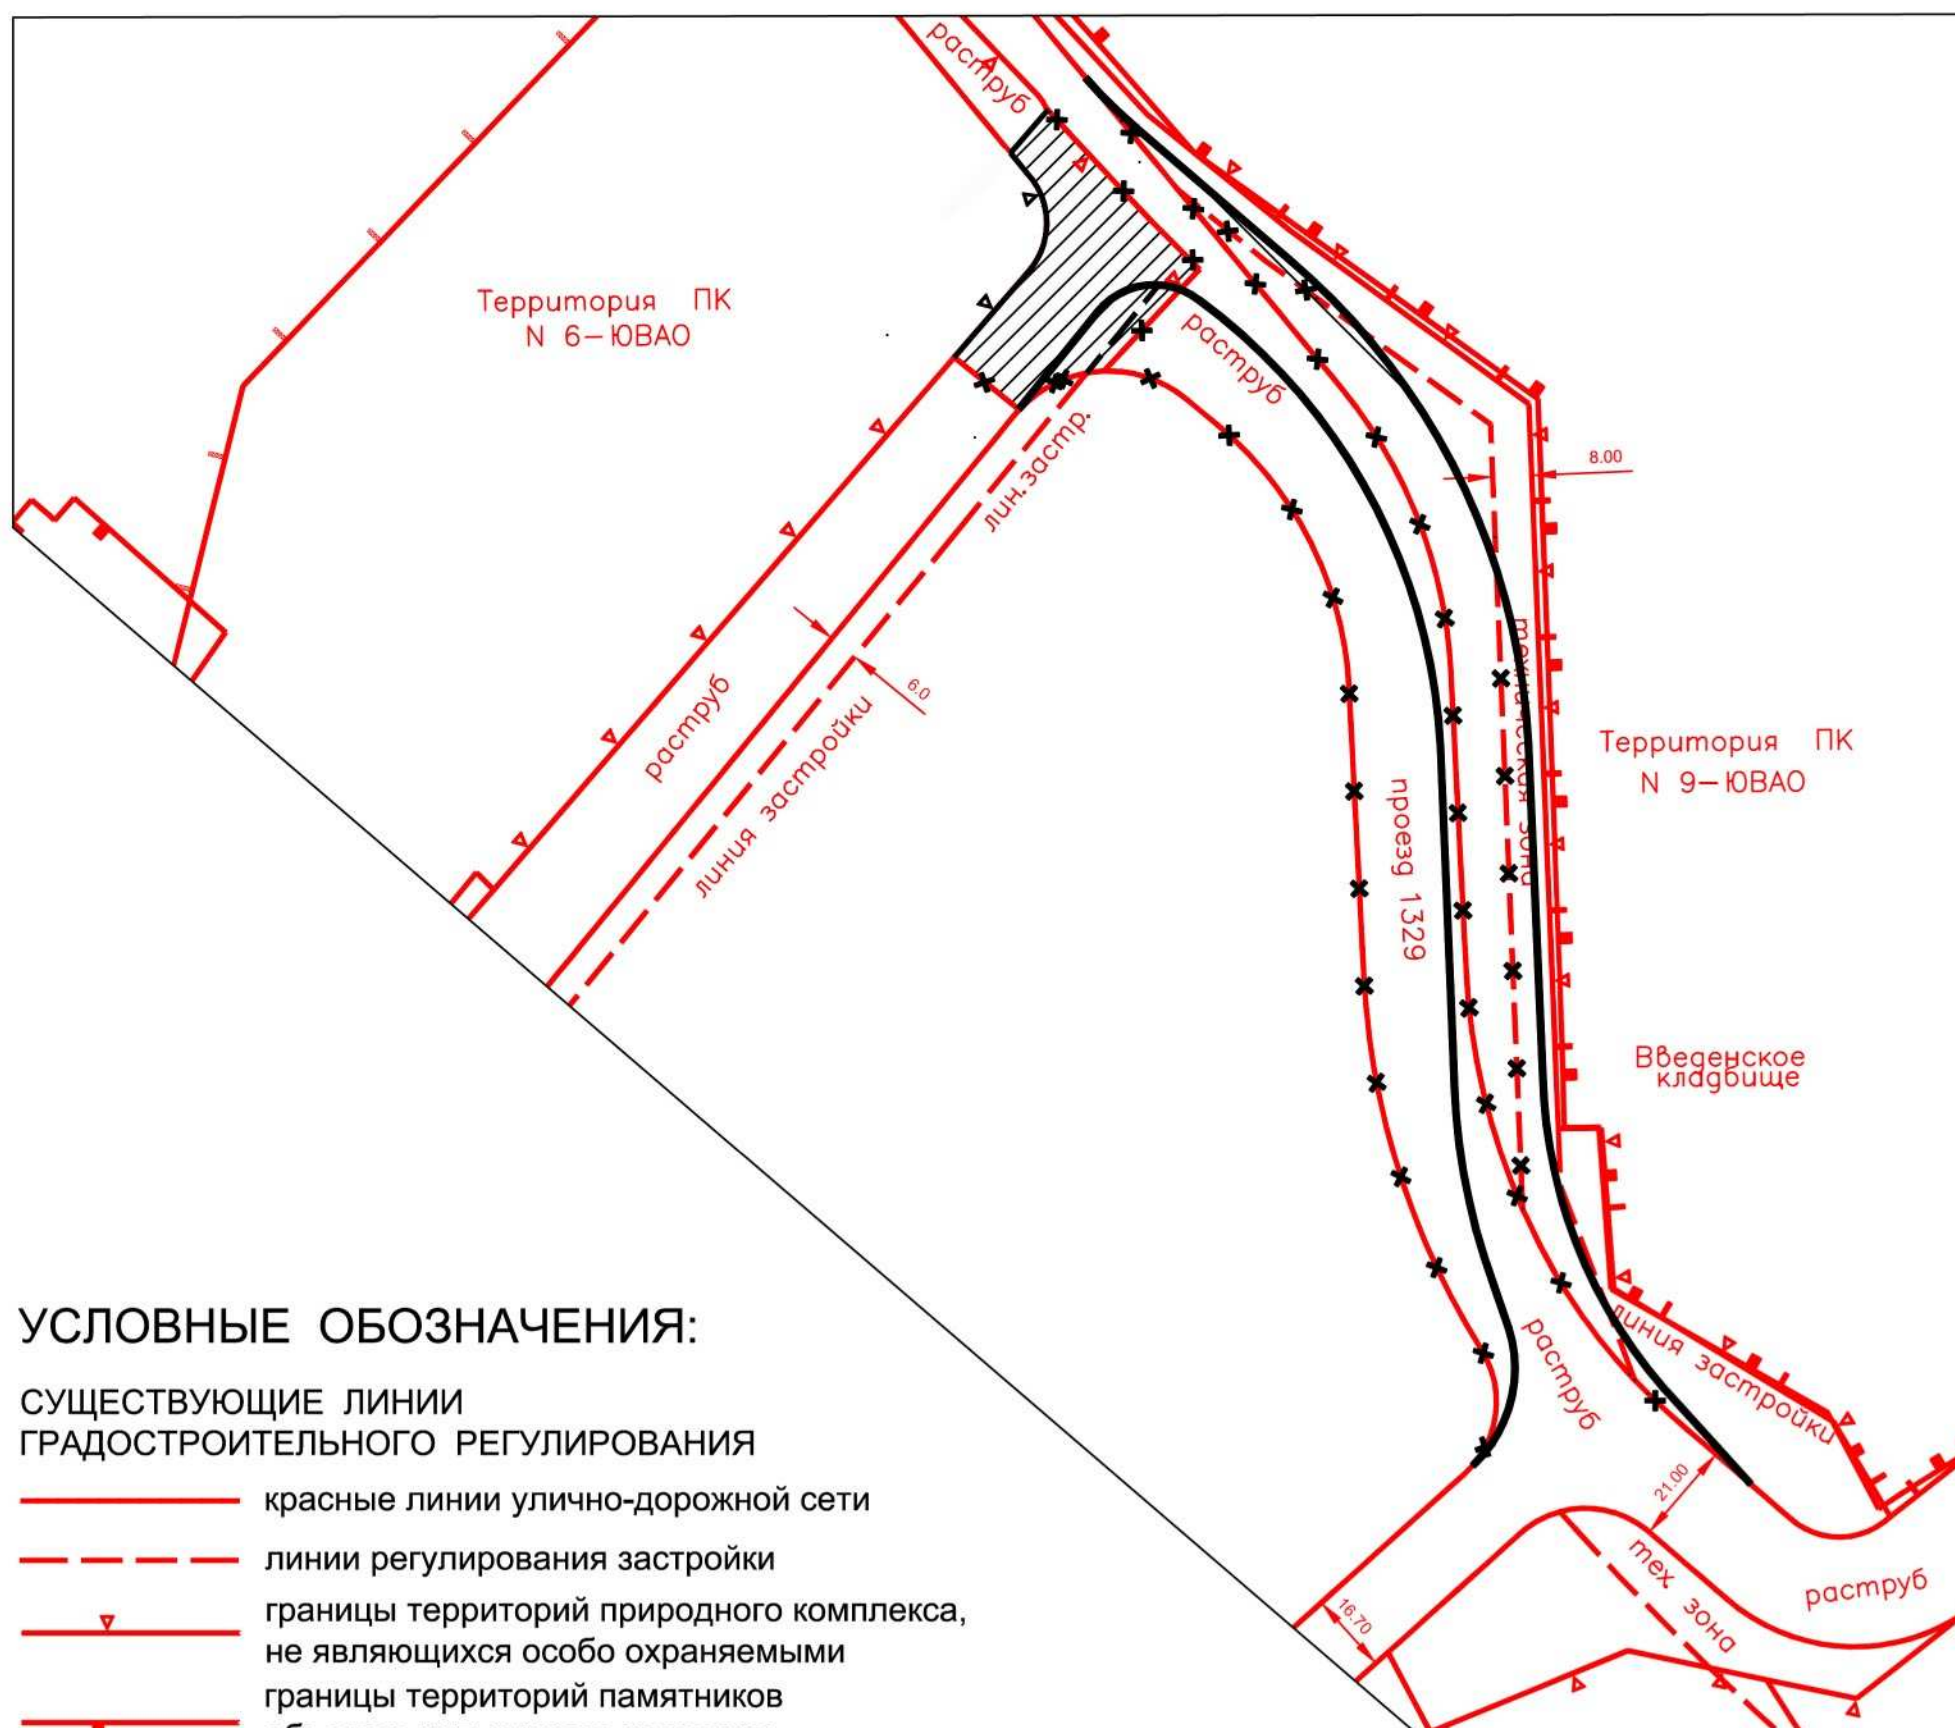 раструб
Территория ПК
N 6-ЮВАО
раструб
8.00
лин. застр.
техническая зона
раструб
6.0
линия застройки
Территория ПК
N 9-ЮВАО
проезд 1329
Введенское
кладбище
раструб
линия застройки
21.00
16.70
тех. зона
раструб
УСЛОВНЫЕ ОБОЗНАЧЕНИЯ:
СУЩЕСТВУЮЩИЕ ЛИНИИ
ГРАДОСТРОИТЕЛЬНОГО РЕГУЛИРОВАНИЯ
красные линии улично-дорожной сети
линии регулирования застройки
границы территорий природного комплекса,
не являющихся особо охраняемыми
границы территорий памятников